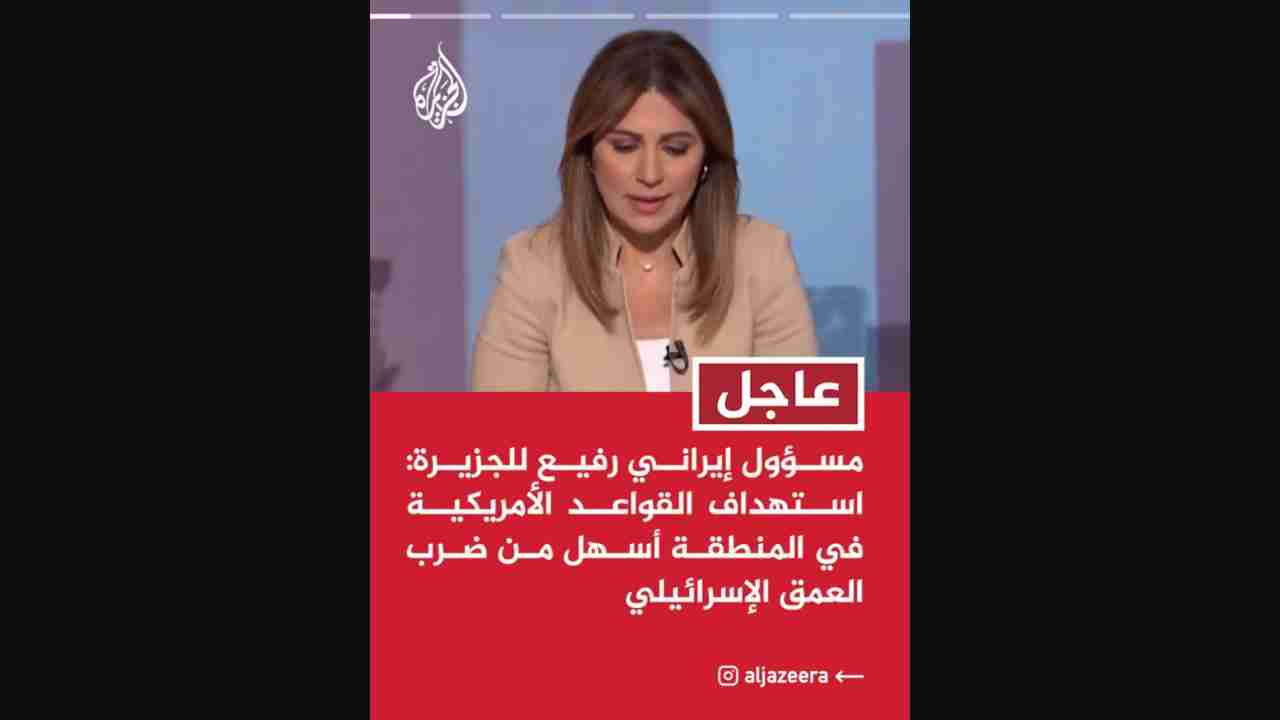 الجزيرة
عاجل
مسؤول إيراني رفيع للجزيرة:
استهداف القواعد الأمريكية
في المنطقة أسهل من ضرب
العمق الإسرائيلي
aljazeera